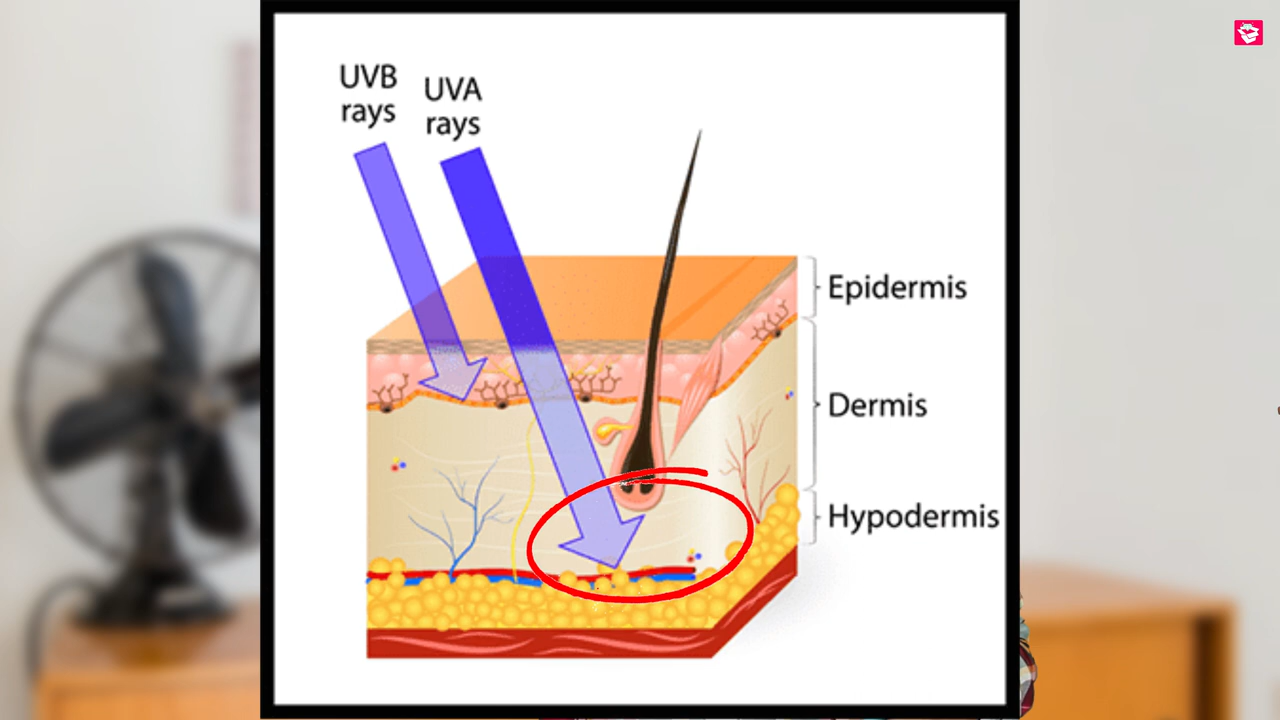 UVB
rays
UVA
rays
Epidermis
Dermis
Hypodermis